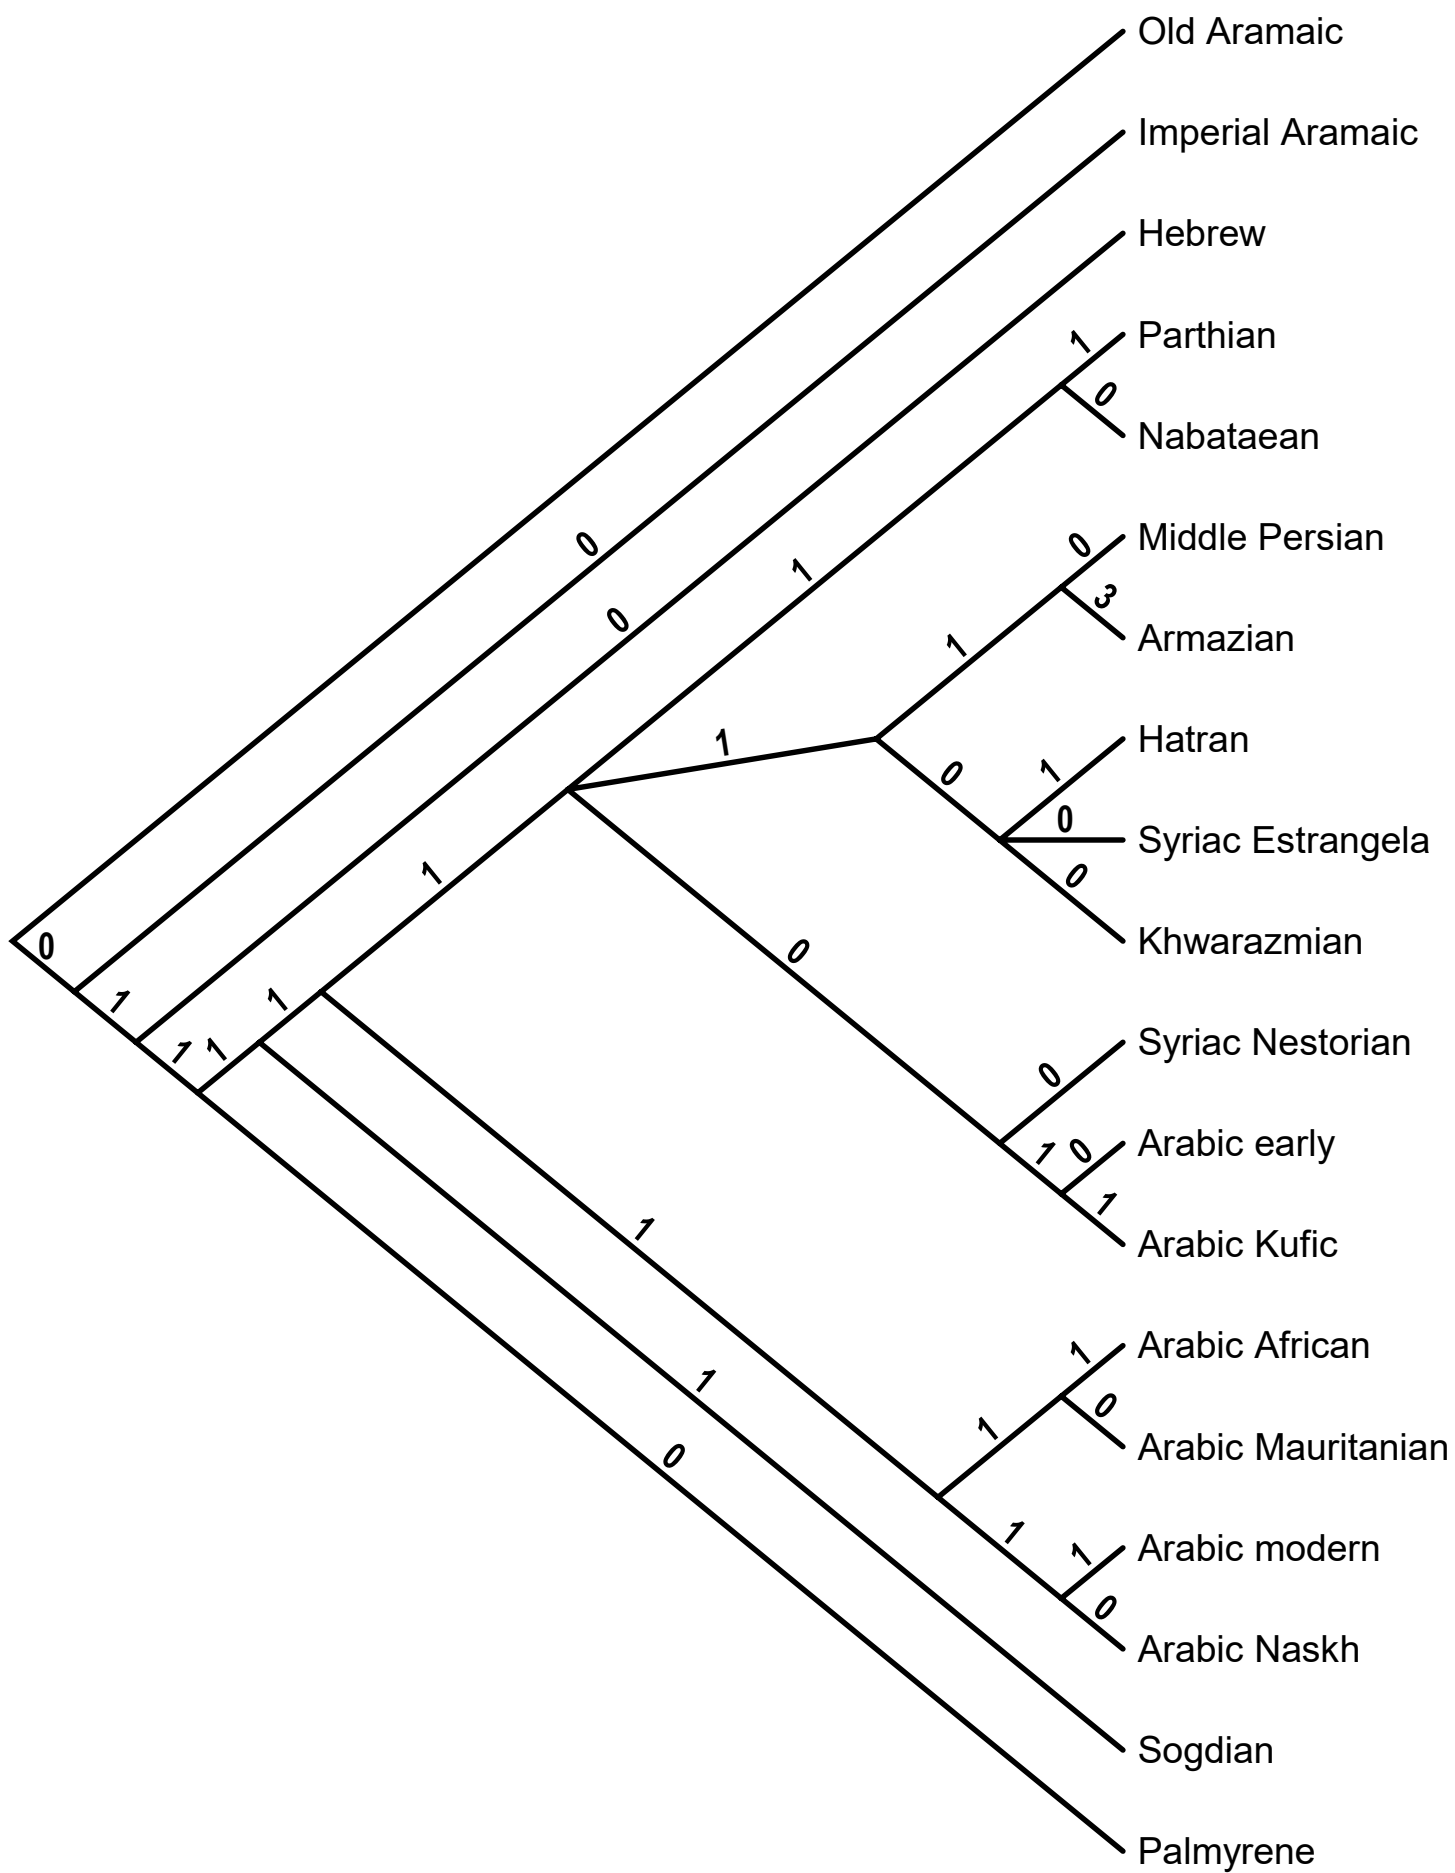 Old Aramaic
Imperial Aramaic
Hebrew
1 Parthian
0
Nabataean
0 0 Middle Persian
1
3
0
Armazian
1
1 Hatran
0 1
0 Syriac Estrangela
1
0
0
0 Khwarazmian
1
1
0 Syriac Nestorian
1 1
0
1 0 Arabic early
1
1 Arabic Kufic
1 Arabic African
1
0
1
0 Arabic Mauritanian
1
1 Arabic modern
0
Arabic Naskh
Sogdian
Palmyrene